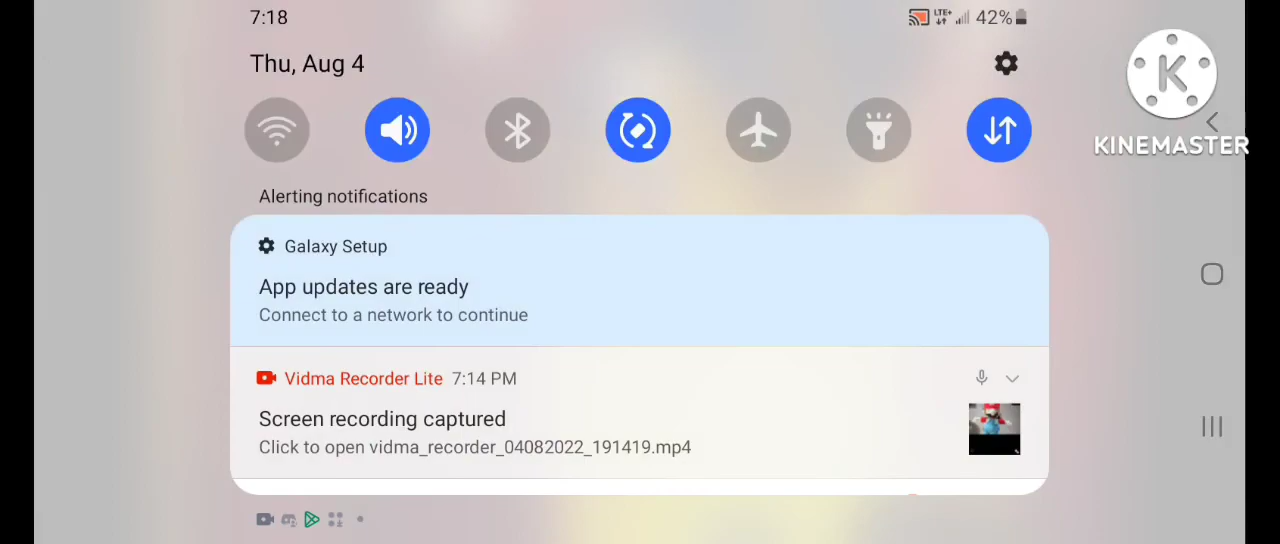 7:18
LTE+
42%
Thu, Aug 4
K
KINEMASTER
Alerting notifications
Galaxy Setup
App updates are ready
Connect to a network to continue
Vidma Recorder Lite 7:14 PM
Screen recording captured
Click to open vidma_recorder_04082022_191419.mp4